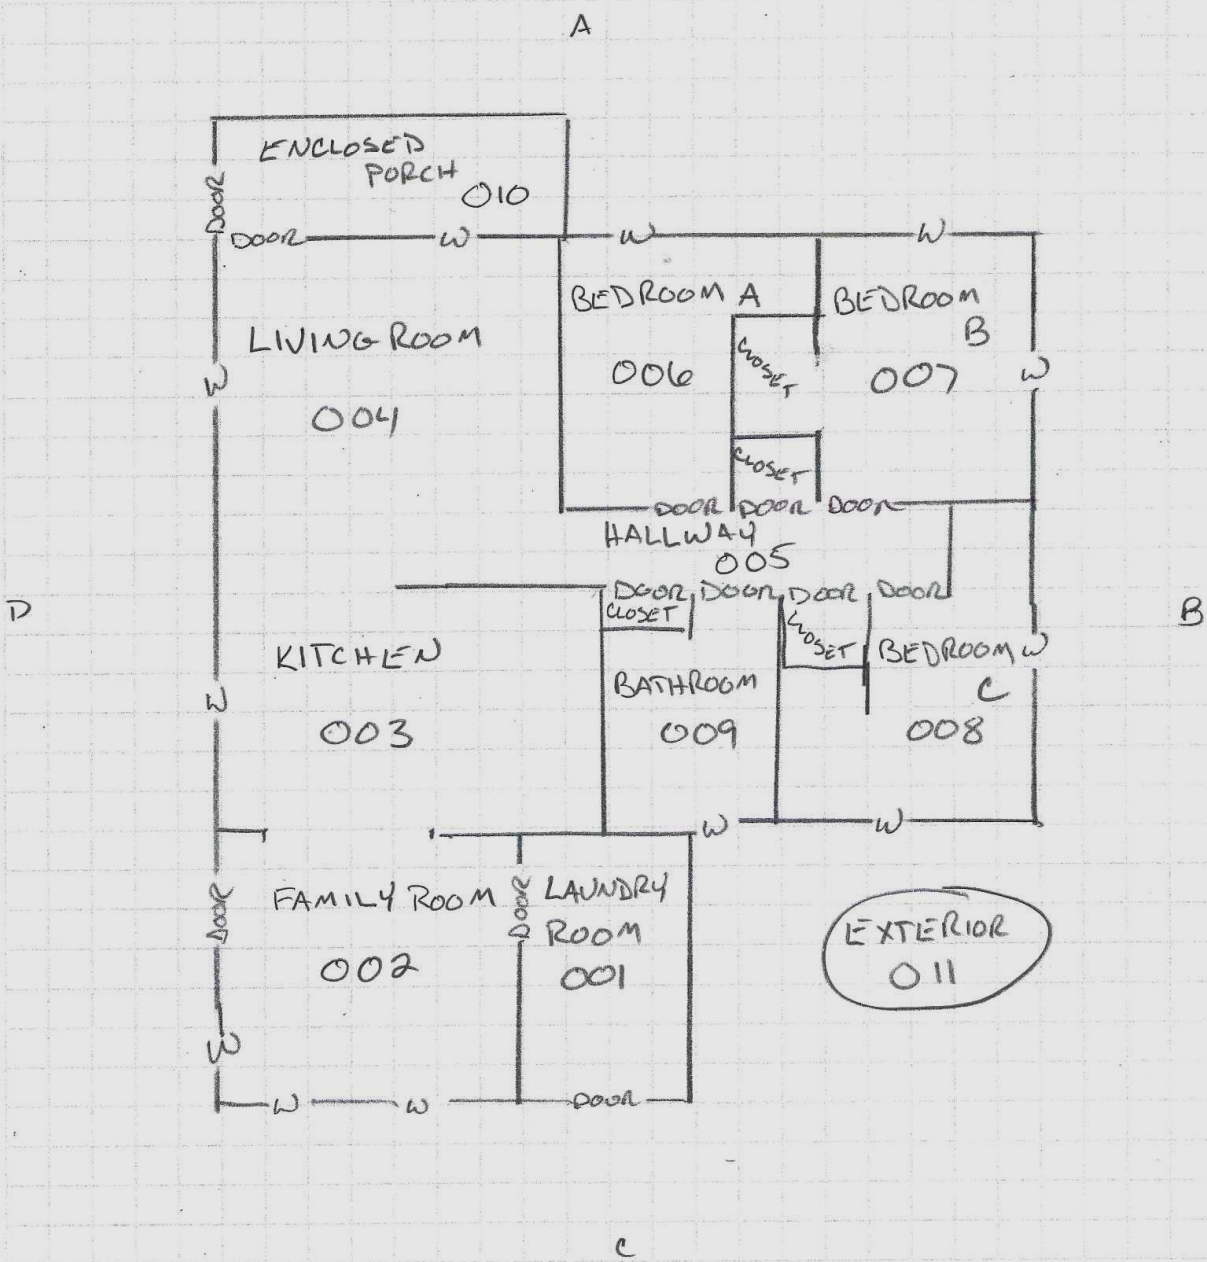 A
ENCLOSED
PORCH
010
DOOR
DOOR
W
W
W
BEDROOM A
BEDROOM
B
LIVING ROOM
CLOSET
W
006
007
W
004
CLOSET
DOOR DOOR DOOR
HALLWAY
005
DOOR DOOR DOOR DOOR
D
B
CLOSET
CLOSET
KITCHEN
BEDROOM
W
C
W
BATHROOM
003
009
008
W
W
DOOR
FAMILY ROOM
DOOR
LAUNDRY
ROOM
EXTERIOR
002
001
011
W
W
W
DOOR
C